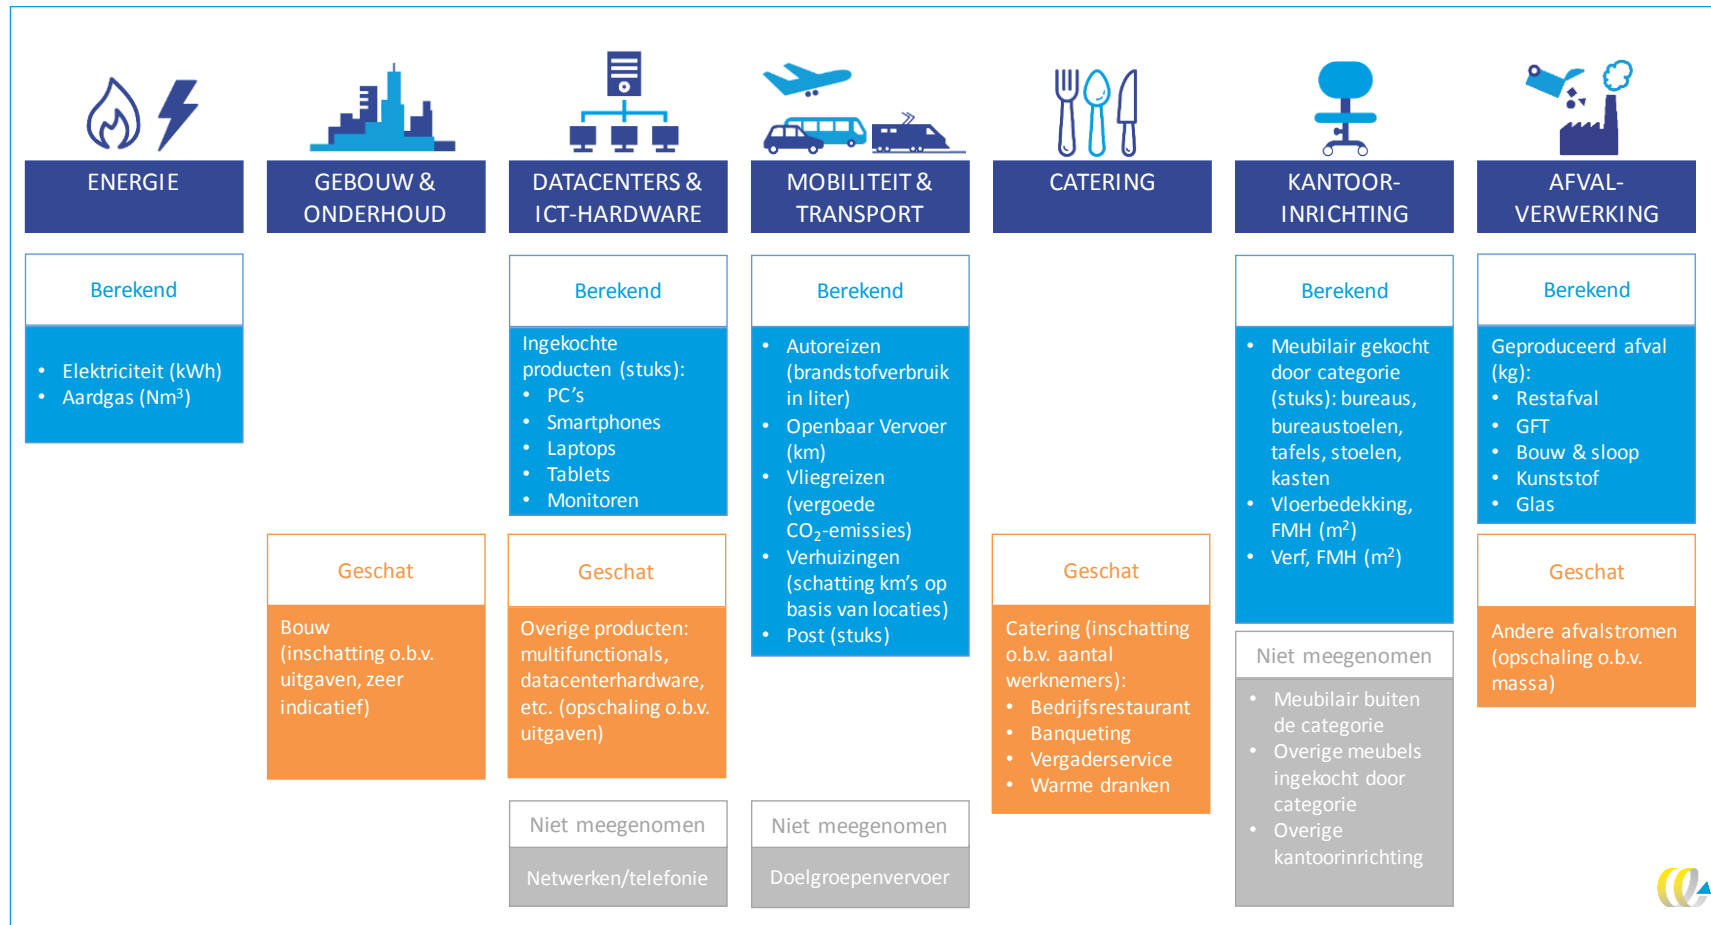 ENERGIE
Berekend
• Elektriciteit (kWh)
• Aardgas (Nm³)
GEBOUW &
ONDERHOUD
Geschat
Bouw
(inschatting o.b.v.
uitgaven, zeer
indicatief)
DATACENTERS &
ICT-HARDWARE
Berekend
Ingekochte
producten (stuks):
• PC's
• Smartphones
• Laptops
• Tablets
• Monitoren
Geschat
Overige producten:
multifunctionals,
datacenterhardware,
etc. (opschaling o.b.v.
uitgaven)
Niet meegenomen
Netwerken/telefonie
MOBILITEIT &
TRANSPORT
Berekend
• Autoreizen
(brandstofverbruik
in liter)
• Openbaar Vervoer
(km)
• Vliegreizen
(vergoede
CO₂-emissies)
• Verhuizingen
(schatting km's op
basis van locaties)
• Post (stuks)
Niet meegenomen
Doelgroepenvervoer
CATERING
Geschat
Catering (inschatting
o.b.v. aantal
werknemers):
• Bedrijfsrestaurant
• Banqueting
• Vergaderservice
• Warme dranken
KANTOOR-
INRICHTING
Berekend
• Meubilair gekocht
door categorie
(stuks): bureaus,
bureaustoelen,
tafels, stoelen,
kasten
• Vloerbedekking,
FMH (m²)
• Verf, FMH (m²)
Niet meegenomen
• Meubilair buiten
de categorie
• Overige meubels
ingekocht door
categorie
• Overige
kantoorinrichting
AFVAL-
VERWERKING
Berekend
Geproduceerd afval
(kg):
• Restafval
• GFT
• Bouw & sloop
• Kunststof
• Glas
Geschat
Andere afvalstromen
(opschaling o.b.v.
massa)